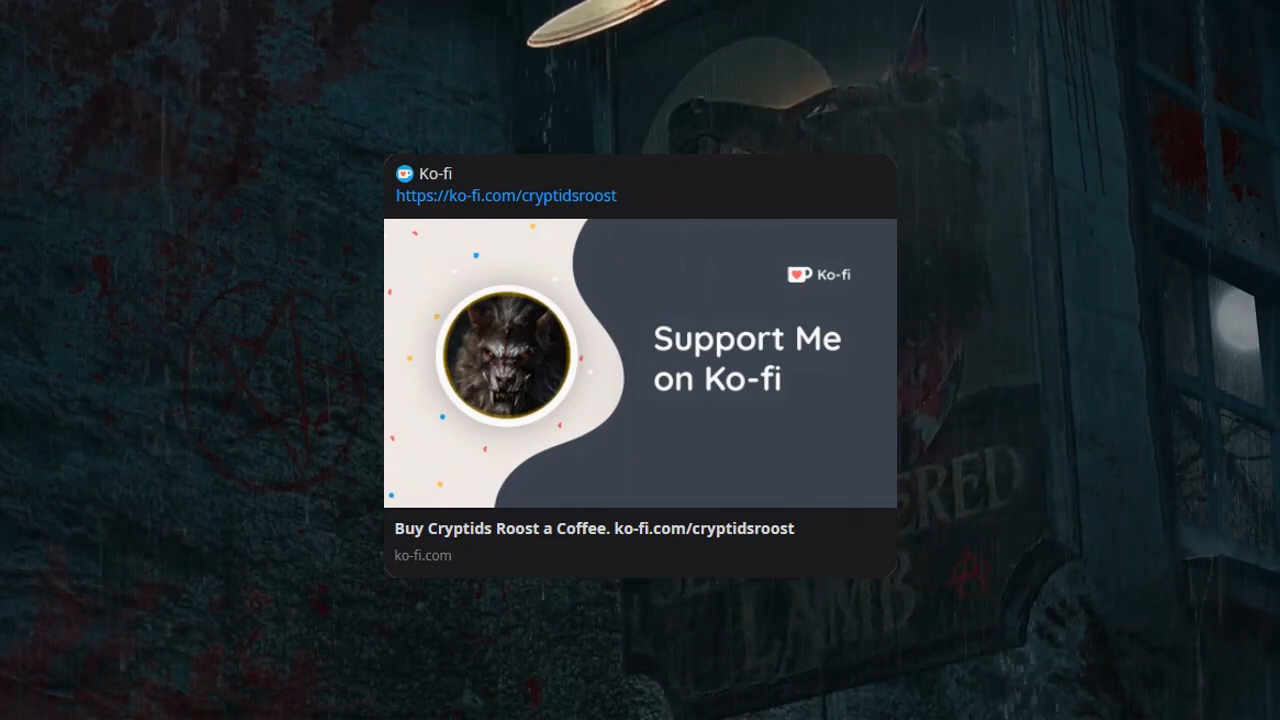 Ko-fi
https://ko-fi.com/cryptidsroost
Ko-fi
Support Me
on Ko-fi
Buy Cryptids Roost a Coffee. ko-fi.com/cryptidsroost
ko-fi.com
LAMB